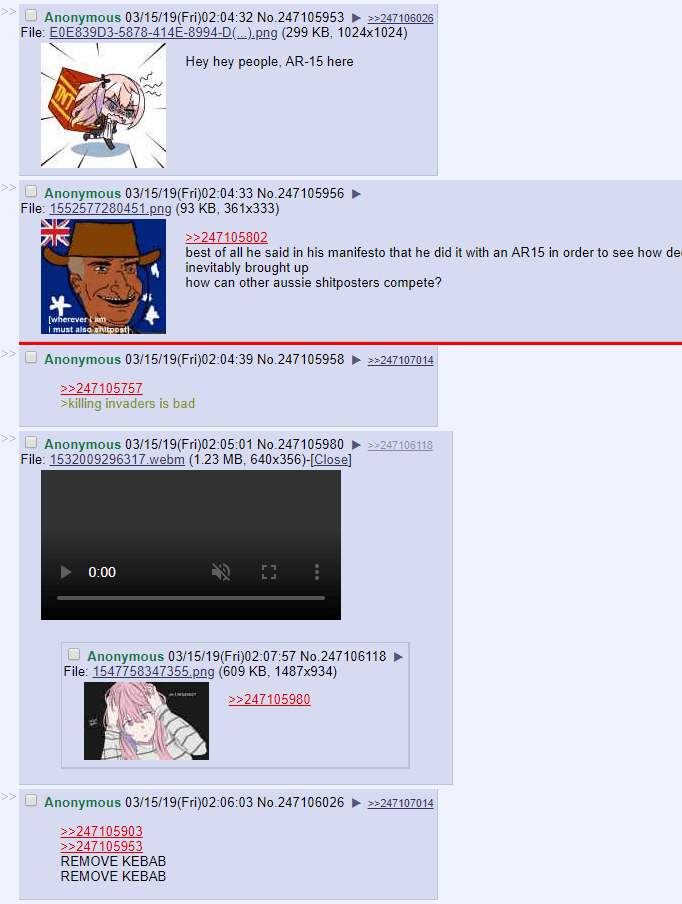 >> Anonymous 03/15/19(Fri)02:04:32 No.247105953 ▶ >>247106026
File: E0E839D3-5878-414E-8994-D(...).png (299 KB, 1024x1024)
TNT
Hey hey people, AR-15 here
>> Anonymous 03/15/19(Fri)02:04:33 No.247105956 ▶
File: 1552577280451.png (93 KB, 361x333)
>>247105802
best of all he said in his manifesto that he did it with an AR15 in order to see how
inevitably brought up
how can other aussie shitposters compete?
[wherever i am
i must also shitpost]
>> Anonymous 03/15/19(Fri)02:04:39 No.247105958 ▶ >>247107014
>>247105757
>killing invaders is bad
>> Anonymous 03/15/19(Fri)02:05:01 No.247105980 ▶ >>247106118
File: 1532009296317.webm (1.23 MB, 640x356)-[Close]
0:00
Anonymous 03/15/19(Fri)02:07:57 No.247106118 ▶
File: 1547758347355.png (609 KB, 1487x934)
>>247105980
>> Anonymous 03/15/19(Fri)02:06:03 No.247106026 ▶ >>247107014
>>247105903
>>247105953
REMOVE KEBAB
REMOVE KEBAB